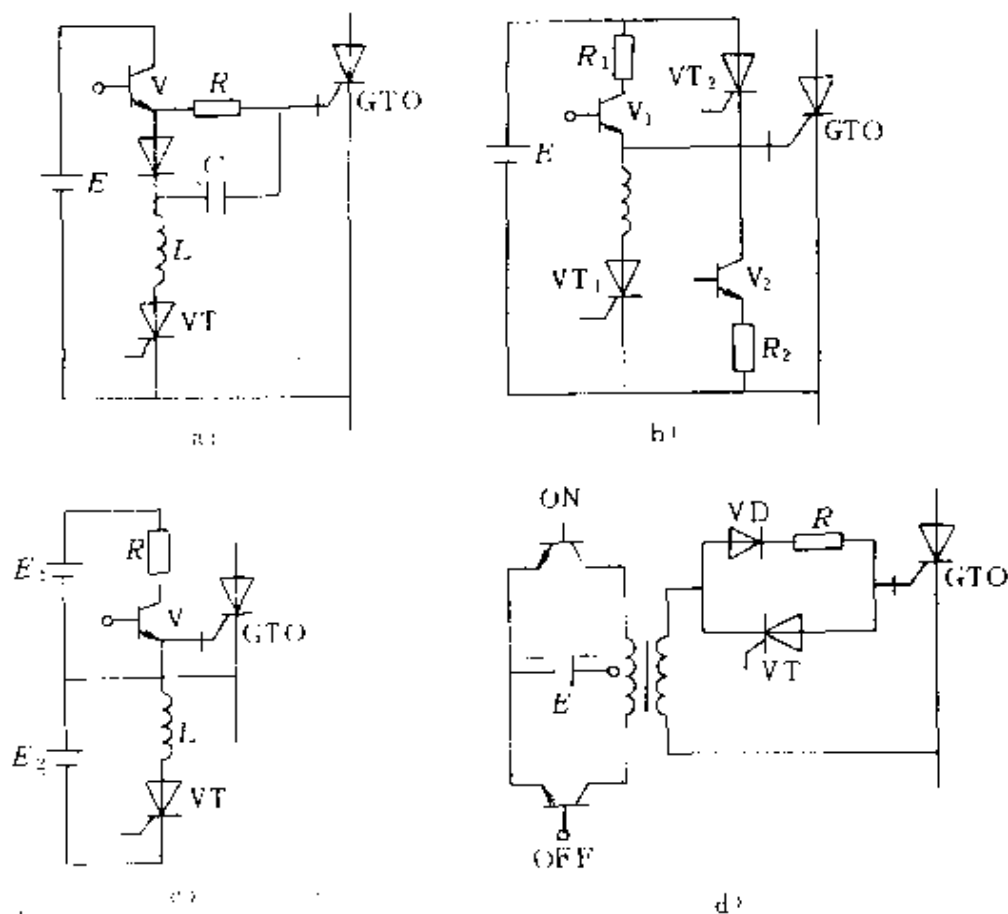 V
R
GTO
C
E
L
VT
a)
R1
VT2
V1
GTO
E
VT1
V2
R2
b)
R
E1
V
GTO
L
E2
VT
c)
ON
VD
R
GTO
VT
E
OFF
d)